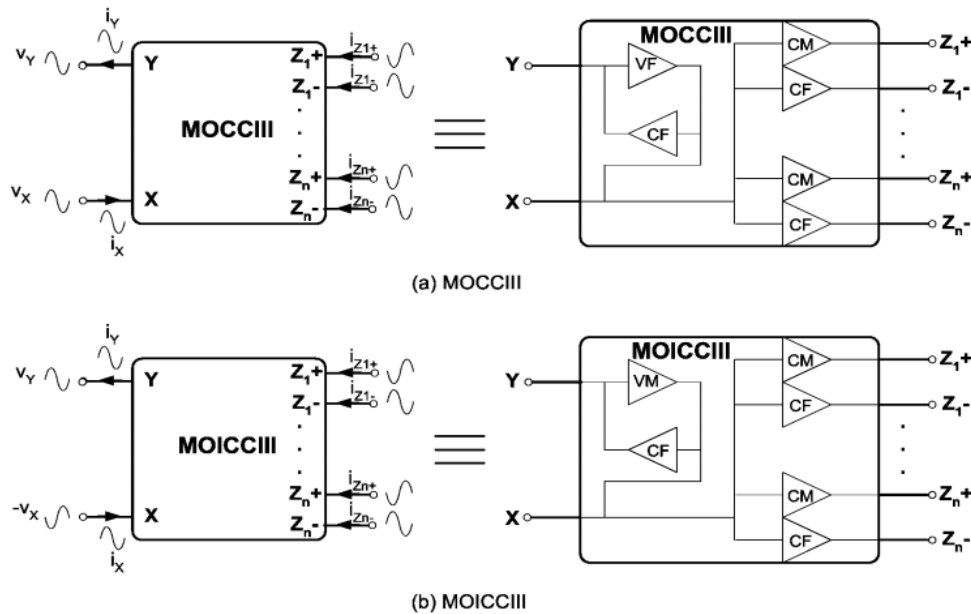 iY
vY
Y
MOCCIII
X
vX
iX
Z1+
Z1-
Zn+
Zn-
iZ1+
iZ1-
iZn+
iZn-
MOCCIII
Y
VF
CF
X
CM
CF
CM
CF
Z1+
Z1-
Zn+
Zn-
(a) MOCCIII
iY
vY
Y
MOICCIII
X
-vX
iX
Z1+
Z1-
Zn+
Zn-
iZ1+
iZ1-
iZn+
iZn-
MOICCIII
Y
VM
CF
X
CM
CF
CM
CF
Z1+
Z1-
Zn+
Zn-
(b) MOICCIII